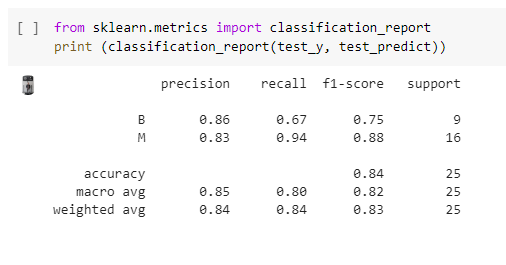 [ ] from sklearn.metrics import classification_report
print (classification_report(test_y, test_predict))
precision recall f1-score support
B 0.86 0.67 0.75 9
M 0.83 0.94 0.88 16
accuracy 0.84 25
macro avg 0.85 0.80 0.82 25
weighted avg 0.84 0.84 0.83 25